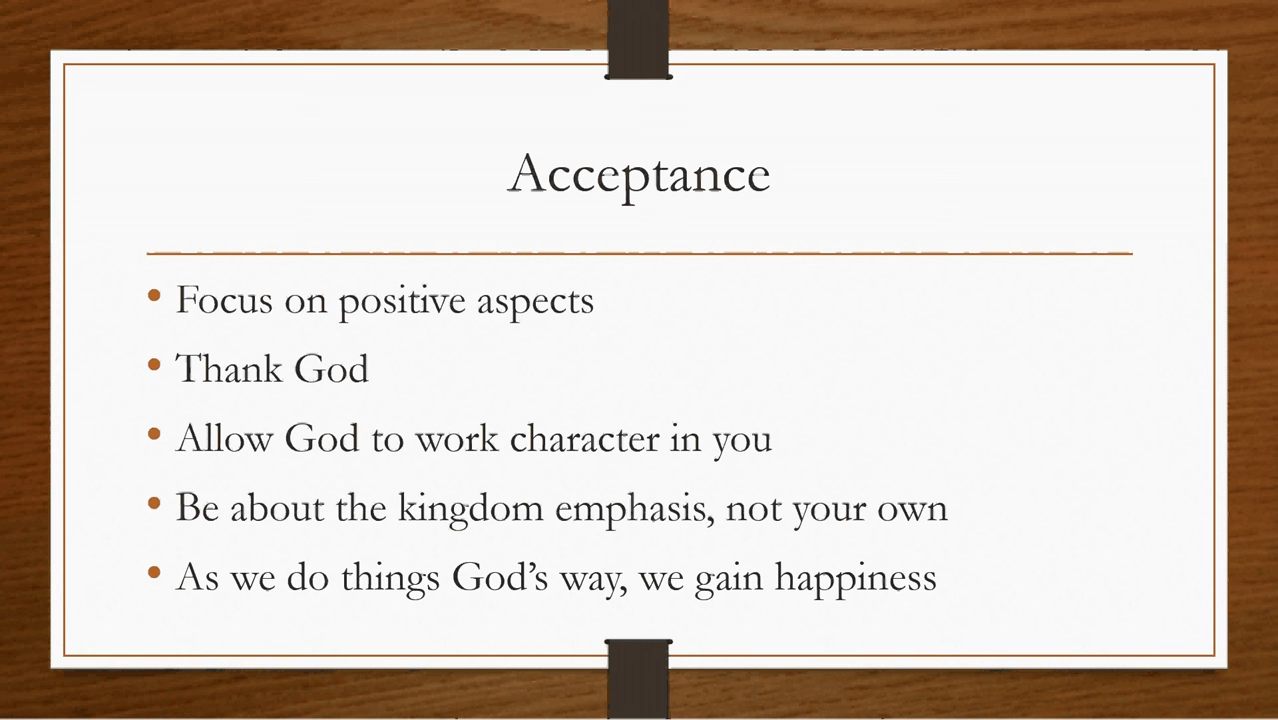 Acceptance
• Focus on positive aspects
• Thank God
• Allow God to work character in you
• Be about the kingdom emphasis, not your own
• As we do things God’s way, we gain happiness